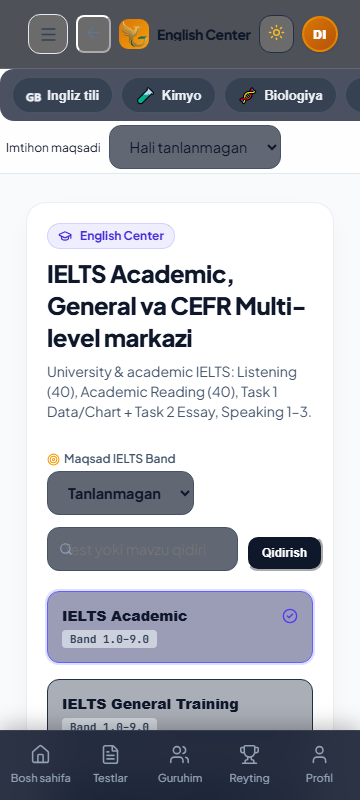 English Center
DI
GB Ingliz tili
Kimyo
Biologiya
Imtihon maqsadi
Hali tanlanmagan
English Center
IELTS Academic,
General va CEFR Multi-
level markazi
University & academic IELTS: Listening
(40), Academic Reading (40), Task 1
Data/Chart + Task 2 Essay, Speaking 1–3.
Maqsad IELTS Band
Tanlanmagan
est yoki mavzu qidiri
Qidirish
IELTS Academic
Band 1.0–9.0
IELTS General Training
Band 1.0–9.0
Bosh sahifa
Testlar
Guruhim
Reyting
Profil